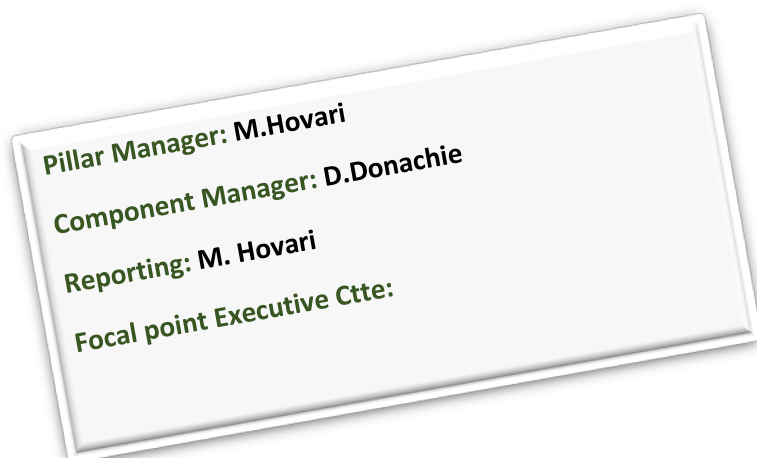 Pillar Manager: M.Hovari
Component Manager: D.Donachie
Reporting: M. Hovari
Focal point Executive Ctte: